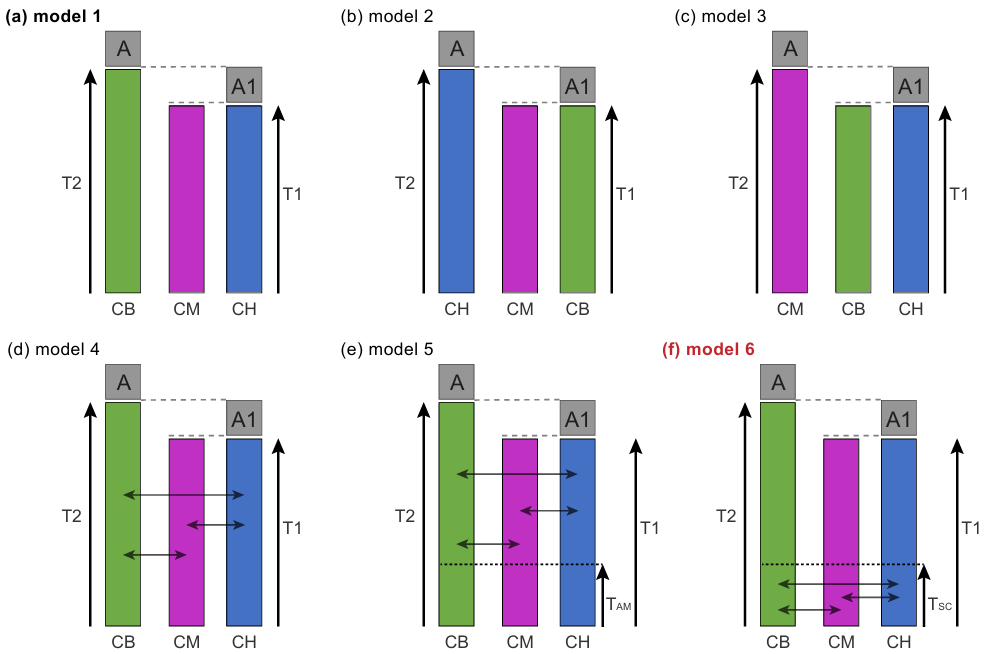 (a) model 1
(b) model 2
(c) model 3
A
A
A
A1
A1
A1
T2
T1
T2
T1
T2
T1
CB CM CH
CH CM CB
CM CB CH
(d) model 4
(e) model 5
(f) model 6
A
A
A
A1
A1
A1
T2
T1
T2
T1
T2
T1
TAM
TSC
CB CM CH
CB CM CH
CB CM CH